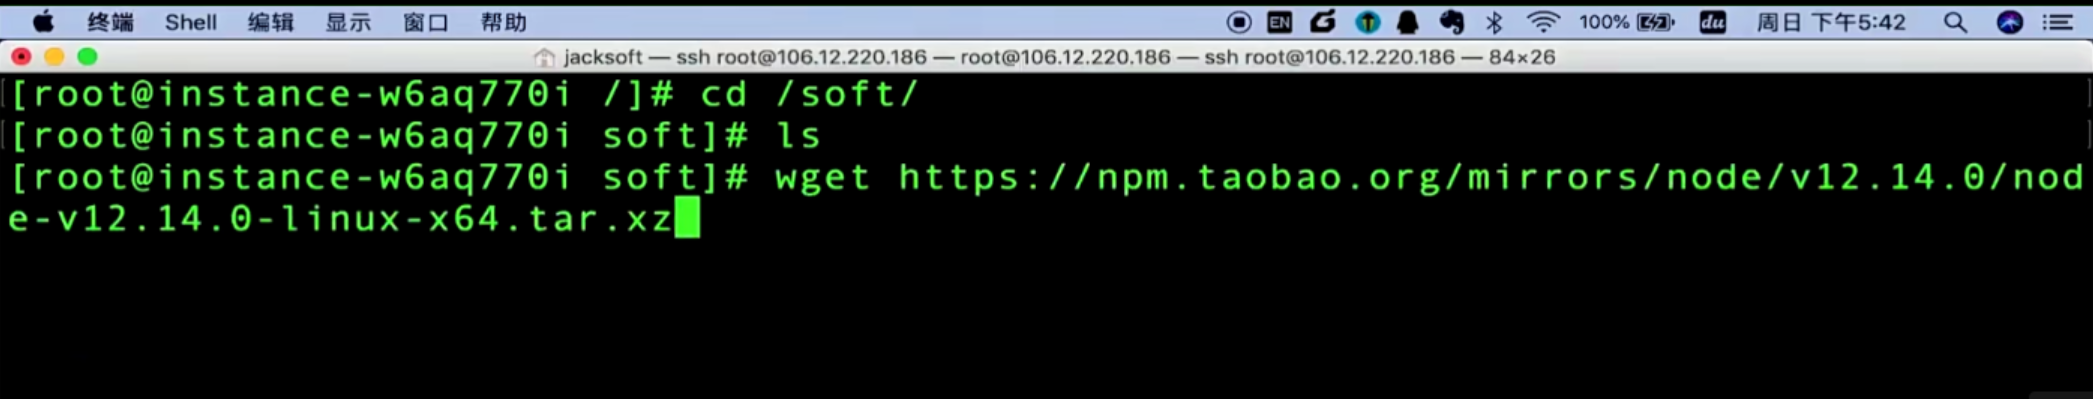 终端 Shell 编辑 显示 窗口 帮助 EN 100% du 周日 下午5:42
jacksoft — ssh root@106.12.220.186 — root@106.12.220.186 — ssh root@106.12.220.186 — 84×26
[root@instance-w6aq770i /]# cd /soft/
[root@instance-w6aq770i soft]# ls
[root@instance-w6aq770i soft]# wget https://npm.taobao.org/mirrors/node/v12.14.0/nod
e-v12.14.0-linux-x64.tar.xz